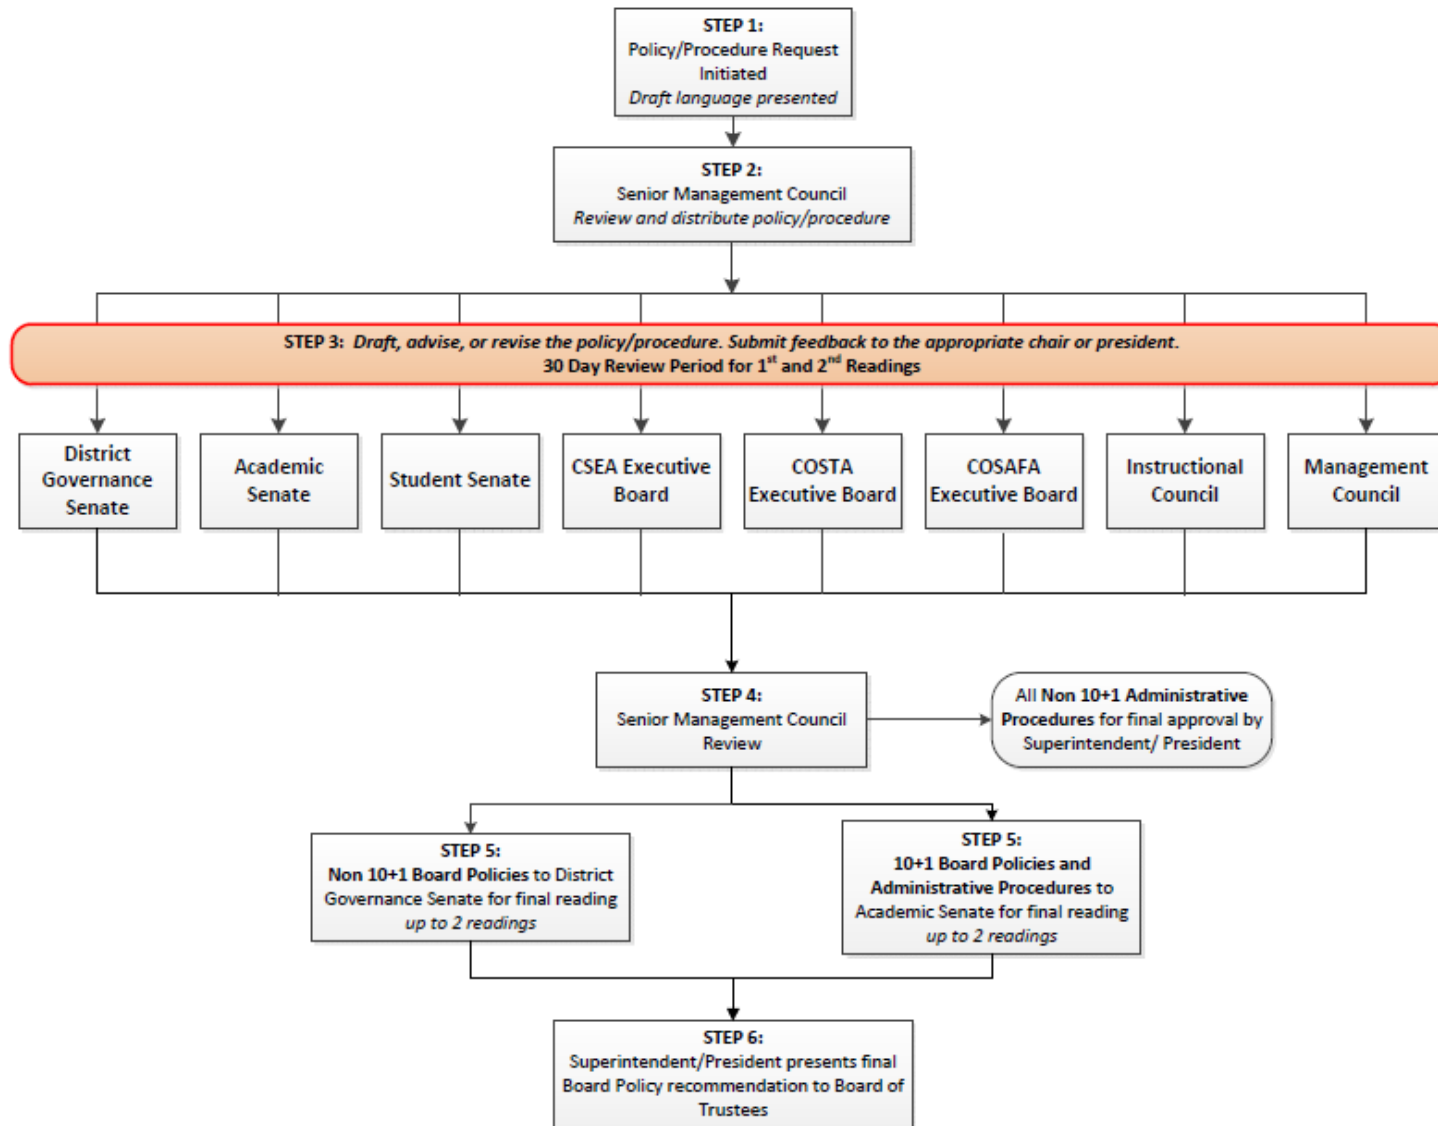 STEP 1:
Policy/Procedure Request
Initiated
Draft language presented
STEP 2:
Senior Management Council
Review and distribute policy/procedure
STEP 3: Draft, advise, or revise the policy/procedure. Submit feedback to the appropriate chair or president.
30 Day Review Period for 1st and 2nd Readings
District
Governance
Senate
Academic
Senate
Student Senate
CSEA Executive
Board
COSTA
Executive Board
COSAFA
Executive Board
Instructional
Council
Management
Council
STEP 4:
Senior Management Council
Review
All Non 10+1 Administrative
Procedures for final approval by
Superintendent/ President
STEP 5:
Non 10+1 Board Policies to District
Governance Senate for final reading
up to 2 readings
STEP 5:
10+1 Board Policies and
Administrative Procedures to
Academic Senate for final reading
up to 2 readings
STEP 6:
Superintendent/President presents final
Board Policy recommendation to Board of
Trustees